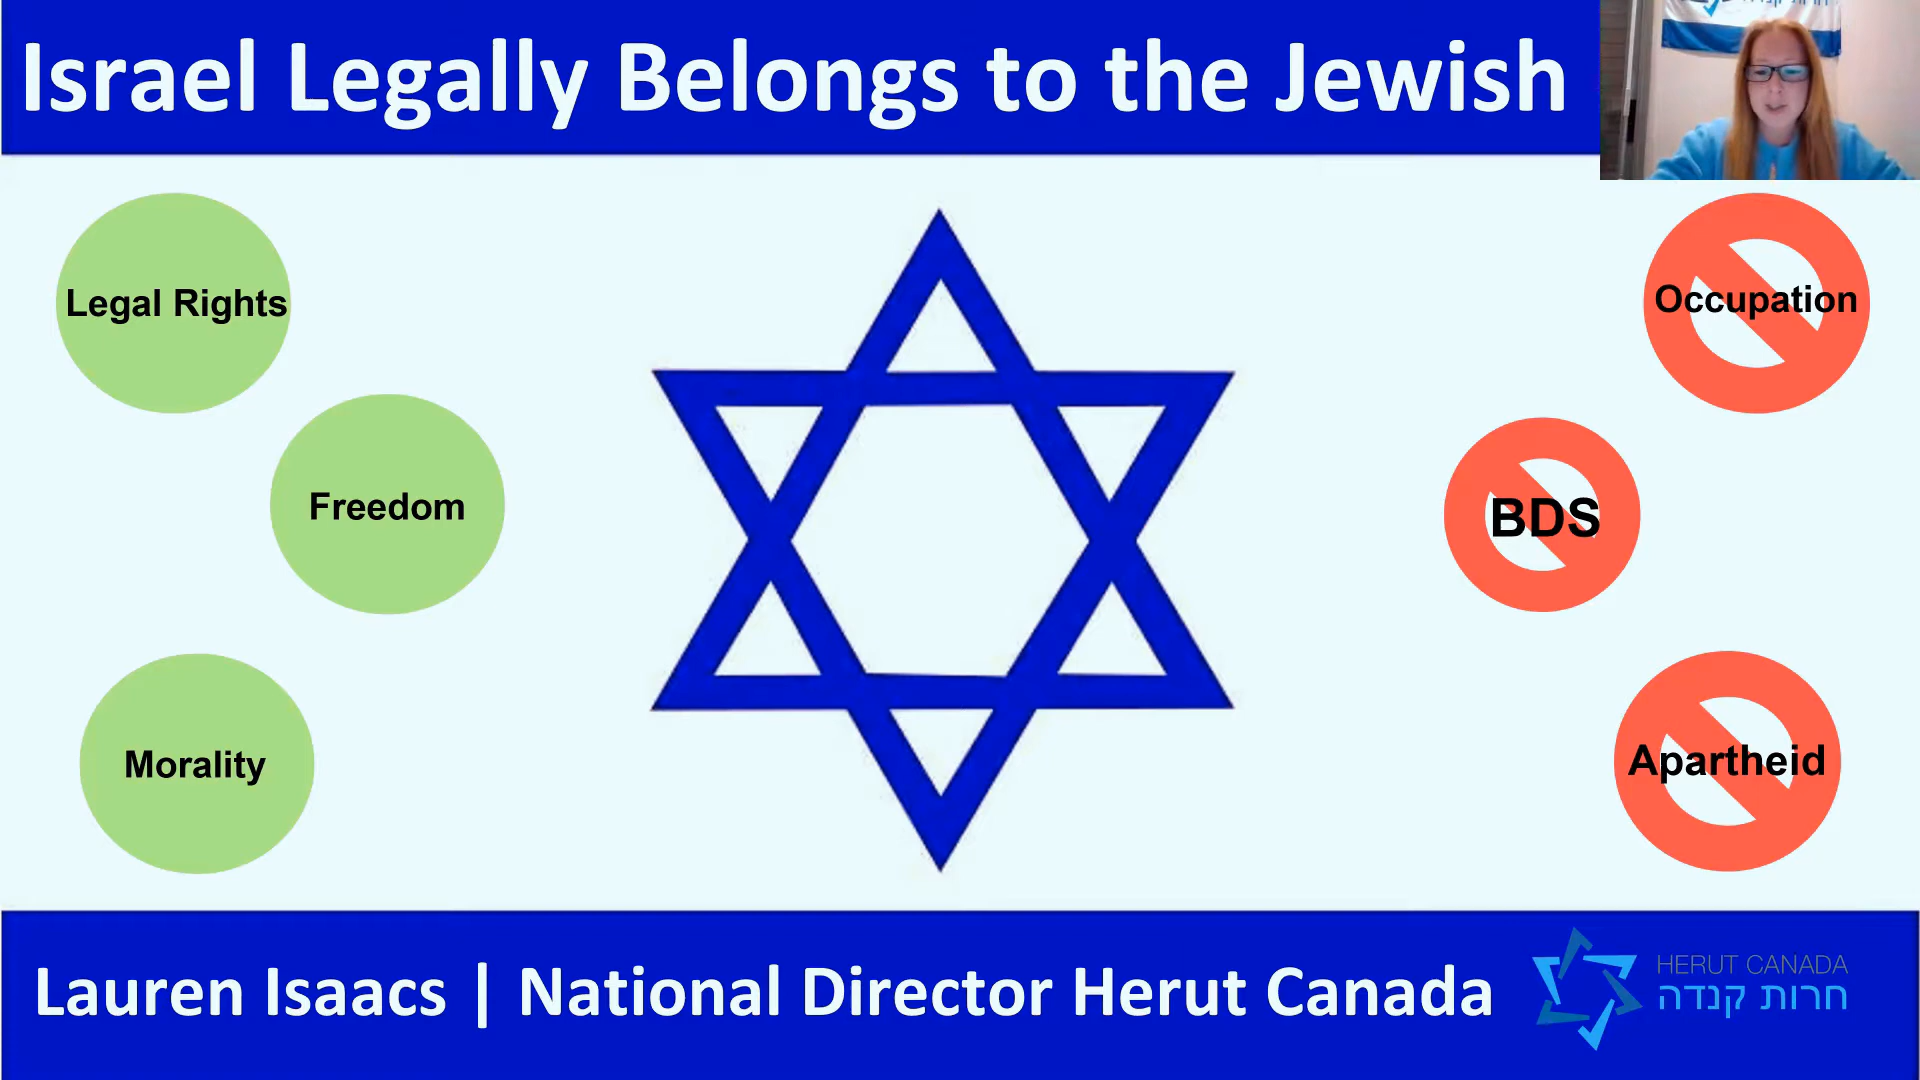 Israel Legally Belongs to the Jewish
Legal Rights
Occupation
Freedom
BDS
Morality
Apartheid
Lauren Isaacs | National Director Herut Canada
HERUT CANADA
חרות קנדה